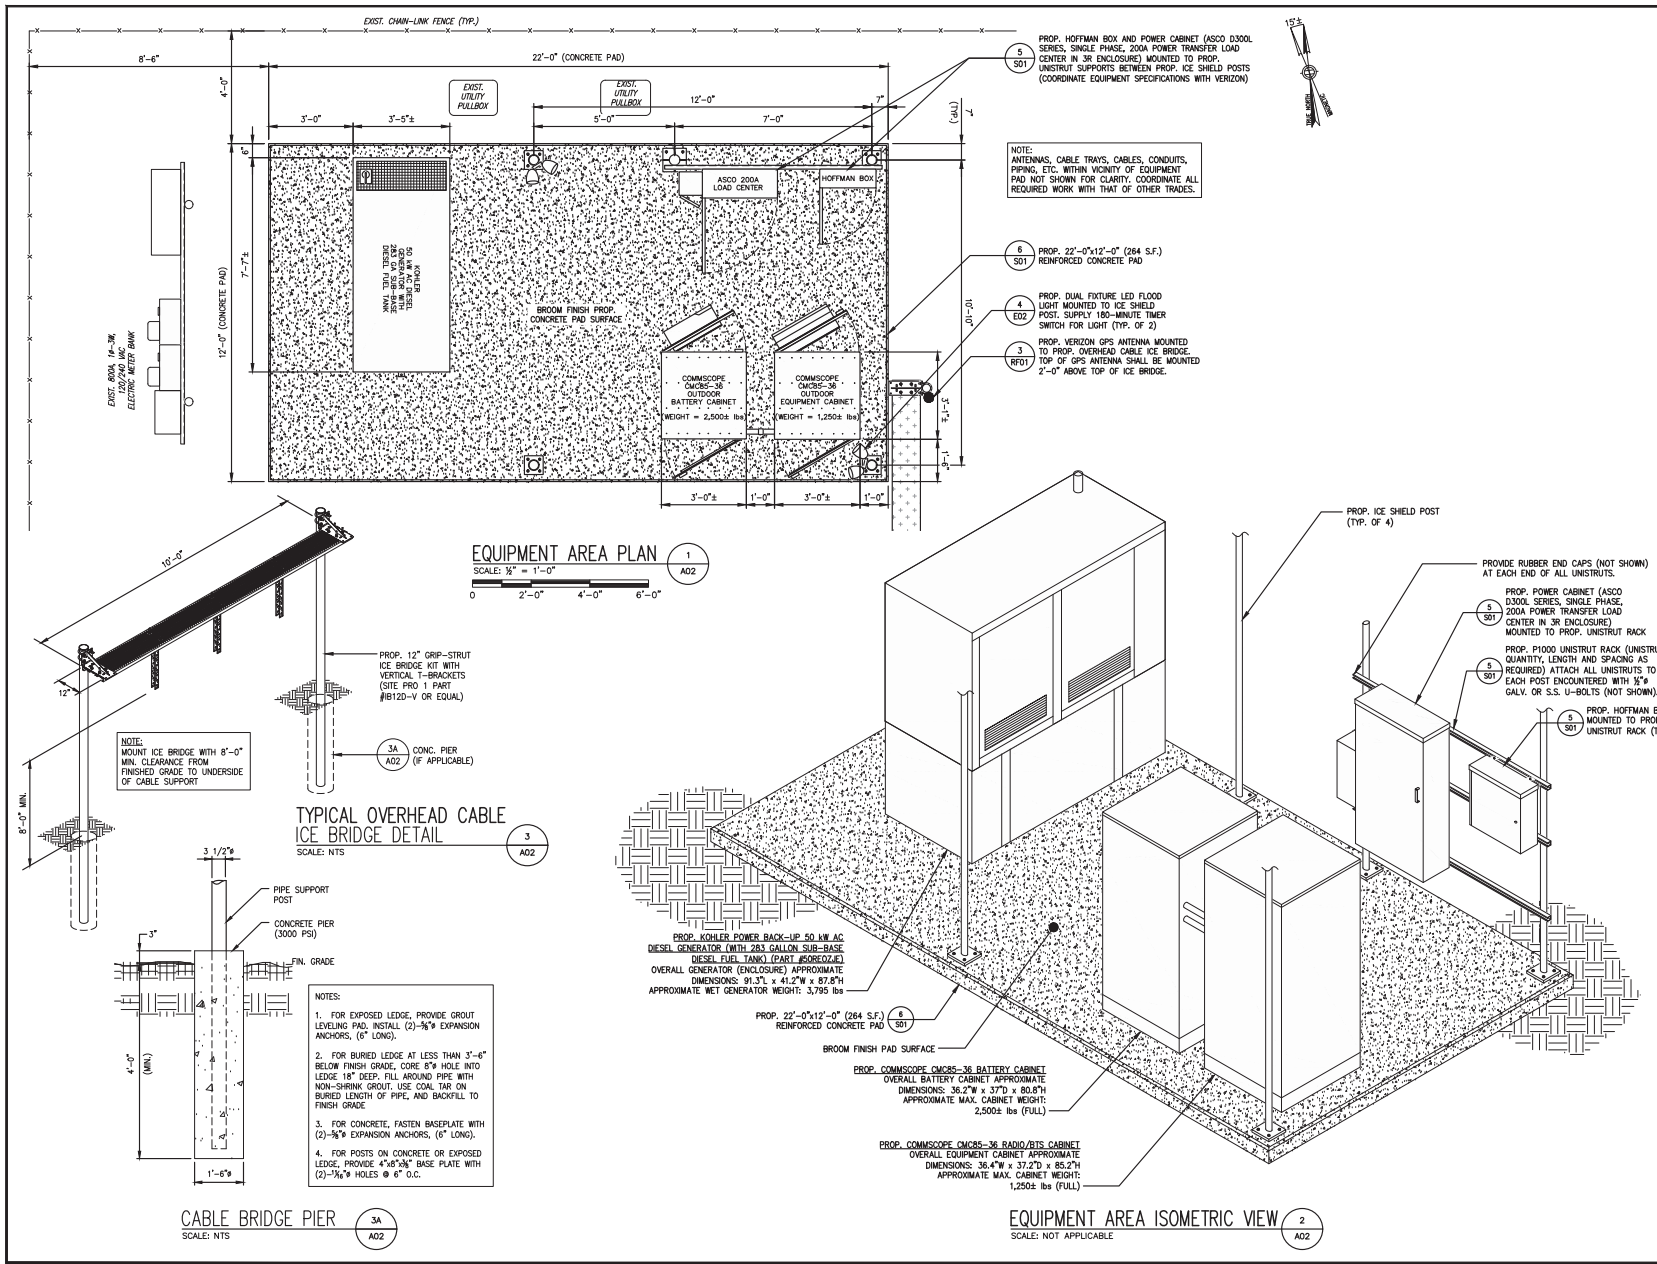 EXIST. CHAIN-LINK FENCE (TYP.)
8'-6"
22'-0" (CONCRETE PAD)
4'-0"
EXIST.
UTILITY
PULLBOX
EXIST.
UTILITY
PULLBOX
12'-0"
7"
7"
(TYP.)
3'-0"
3'-5"±
5'-0"
7'-0"
6"
ASCO 200A
LOAD CENTER
HOFFMAN BOX
7'-7"±
12'-0" (CONCRETE PAD)
KOHLER
50 kW AC DIESEL
GENERATOR WITH
283 GA SUB-BASE
DIESEL FUEL TANK
BROOM FINISH PROP.
CONCRETE PAD SURFACE
10'-10"
EXIST. 800A, 1ø-3W,
120/240 VAC
ELECTRIC METER BANK
COMMSCOPE
CMC85-36
OUTDOOR
BATTERY CABINET
(WEIGHT = 2,500± lbs)
COMMSCOPE
CMC85-36
OUTDOOR
EQUIPMENT CABINET
(WEIGHT = 1,250± lbs)
3'-1"±
1'-6"
3'-0"±
1'-0"
3'-0"±
1'-0"
5
S01
PROP. HOFFMAN BOX AND POWER CABINET (ASCO D300L
SERIES, SINGLE PHASE, 200A POWER TRANSFER LOAD
CENTER IN 3R ENCLOSURE) MOUNTED TO PROP.
UNISTRUT SUPPORTS BETWEEN PROP. ICE SHIELD POSTS
(COORDINATE EQUIPMENT SPECIFICATIONS WITH VERIZON)
15°±
TRUE NORTH
NOTE:
ANTENNAS, CABLE TRAYS, CABLES, CONDUITS,
PIPING, ETC. WITHIN VICINITY OF EQUIPMENT
PAD NOT SHOWN FOR CLARITY. COORDINATE ALL
REQUIRED WORK WITH THAT OF OTHER TRADES.
6
S01
PROP. 22'-0"x12'-0" (264 S.F.)
REINFORCED CONCRETE PAD
4
E02
PROP. DUAL FIXTURE LED FLOOD
LIGHT MOUNTED TO ICE SHIELD
POST. SUPPLY 180-MINUTE TIMER
SWITCH FOR LIGHT (TYP. OF 2)
3
RF01
PROP. VERIZON GPS ANTENNA MOUNTED
TO PROP. OVERHEAD CABLE ICE BRIDGE.
TOP OF GPS ANTENNA SHALL BE MOUNTED
2'-0" ABOVE TOP OF ICE BRIDGE.
EQUIPMENT AREA PLAN
1
A02
SCALE: ½" = 1'-0"
0
2'-0"
4'-0"
6'-0"
10'-0"
12"
PROP. 12" GRIP-STRUT
ICE BRIDGE KIT WITH
VERTICAL T-BRACKETS
(SITE PRO 1 PART
#IB12D-V OR EQUAL)
NOTE:
MOUNT ICE BRIDGE WITH 8'-0"
MIN. CLEARANCE FROM
FINISHED GRADE TO UNDERSIDE
OF CABLE SUPPORT
3A
A02
CONC. PIER
(IF APPLICABLE)
8'-0" MIN.
TYPICAL OVERHEAD CABLE
ICE BRIDGE DETAIL
SCALE: NTS
3
A02
3 1/2"ø
PIPE SUPPORT
POST
CONCRETE PIER
(3000 PSI)
3"
FIN. GRADE
4'-0"
(MIN.)
1'-6"ø
NOTES:
1. FOR EXPOSED LEDGE, PROVIDE GROUT
LEVELING PAD. INSTALL (2)-⅝"ø EXPANSION
ANCHORS, (6" LONG).
2. FOR BURIED LEDGE AT LESS THAN 3'-6"
BELOW FINISH GRADE, CORE 8"ø HOLE INTO
LEDGE 18" DEEP. FILL AROUND PIPE WITH
NON-SHRINK GROUT. USE COAL TAR ON
BURIED LENGTH OF PIPE, AND BACKFILL TO
FINISH GRADE
3. FOR CONCRETE, FASTEN BASEPLATE WITH
(2)-⅝"ø EXPANSION ANCHORS, (6" LONG).
4. FOR POSTS ON CONCRETE OR EXPOSED
LEDGE, PROVIDE BASE PLATE WITH
HOLES @ 6" O.C.
CABLE BRIDGE PIER
SCALE: NTS
3A
A02
PROP. ICE SHIELD POST
(TYP. OF 4)
PROVIDE RUBBER END CAPS (NOT SHOWN)
AT EACH END OF ALL UNISTRUTS.
5
S01
PROP. POWER CABINET (ASCO
D300L SERIES, SINGLE PHASE,
200A POWER TRANSFER LOAD
CENTER IN 3R ENCLOSURE)
MOUNTED TO PROP. UNISTRUT RACK
5
S01
PROP. P1000 UNISTRUT RACK (UNISTRU
QUANTITY, LENGTH AND SPACING AS
REQUIRED) ATTACH ALL UNISTRUTS TO
EACH POST ENCOUNTERED WITH ½"ø
GALV. OR S.S. U-BOLTS (NOT SHOWN)
5
S01
PROP. HOFFMAN B
MOUNTED TO PRO
UNISTRUT RACK (T
PROP. KOHLER POWER BACK-UP 50 kW AC
DIESEL GENERATOR (WITH 283 GALLON SUB-BASE
DIESEL FUEL TANK) (PART #50REOZJE)
OVERALL GENERATOR (ENCLOSURE) APPROXIMATE
DIMENSIONS: 91.3"L x 41.2"W x 87.8"H
APPROXIMATE WET GENERATOR WEIGHT: 3,795 lbs
PROP. 22'-0"x12'-0" (264 S.F.)
REINFORCED CONCRETE PAD
6
S01
BROOM FINISH PAD SURFACE
PROP. COMMSCOPE CMC85-36 BATTERY CABINET
OVERALL BATTERY CABINET APPROXIMATE
DIMENSIONS: 36.2"W x 37"D x 80.8"H
APPROXIMATE MAX. CABINET WEIGHT:
2,500± lbs (FULL)
PROP. COMMSCOPE CMC85-36 RADIO/BTS CABINET
OVERALL EQUIPMENT CABINET APPROXIMATE
DIMENSIONS: 36.4"W x 37.2"D x 85.2"H
APPROXIMATE MAX. CABINET WEIGHT:
1,250± lbs (FULL)
EQUIPMENT AREA ISOMETRIC VIEW
SCALE: NOT APPLICABLE
2
A02